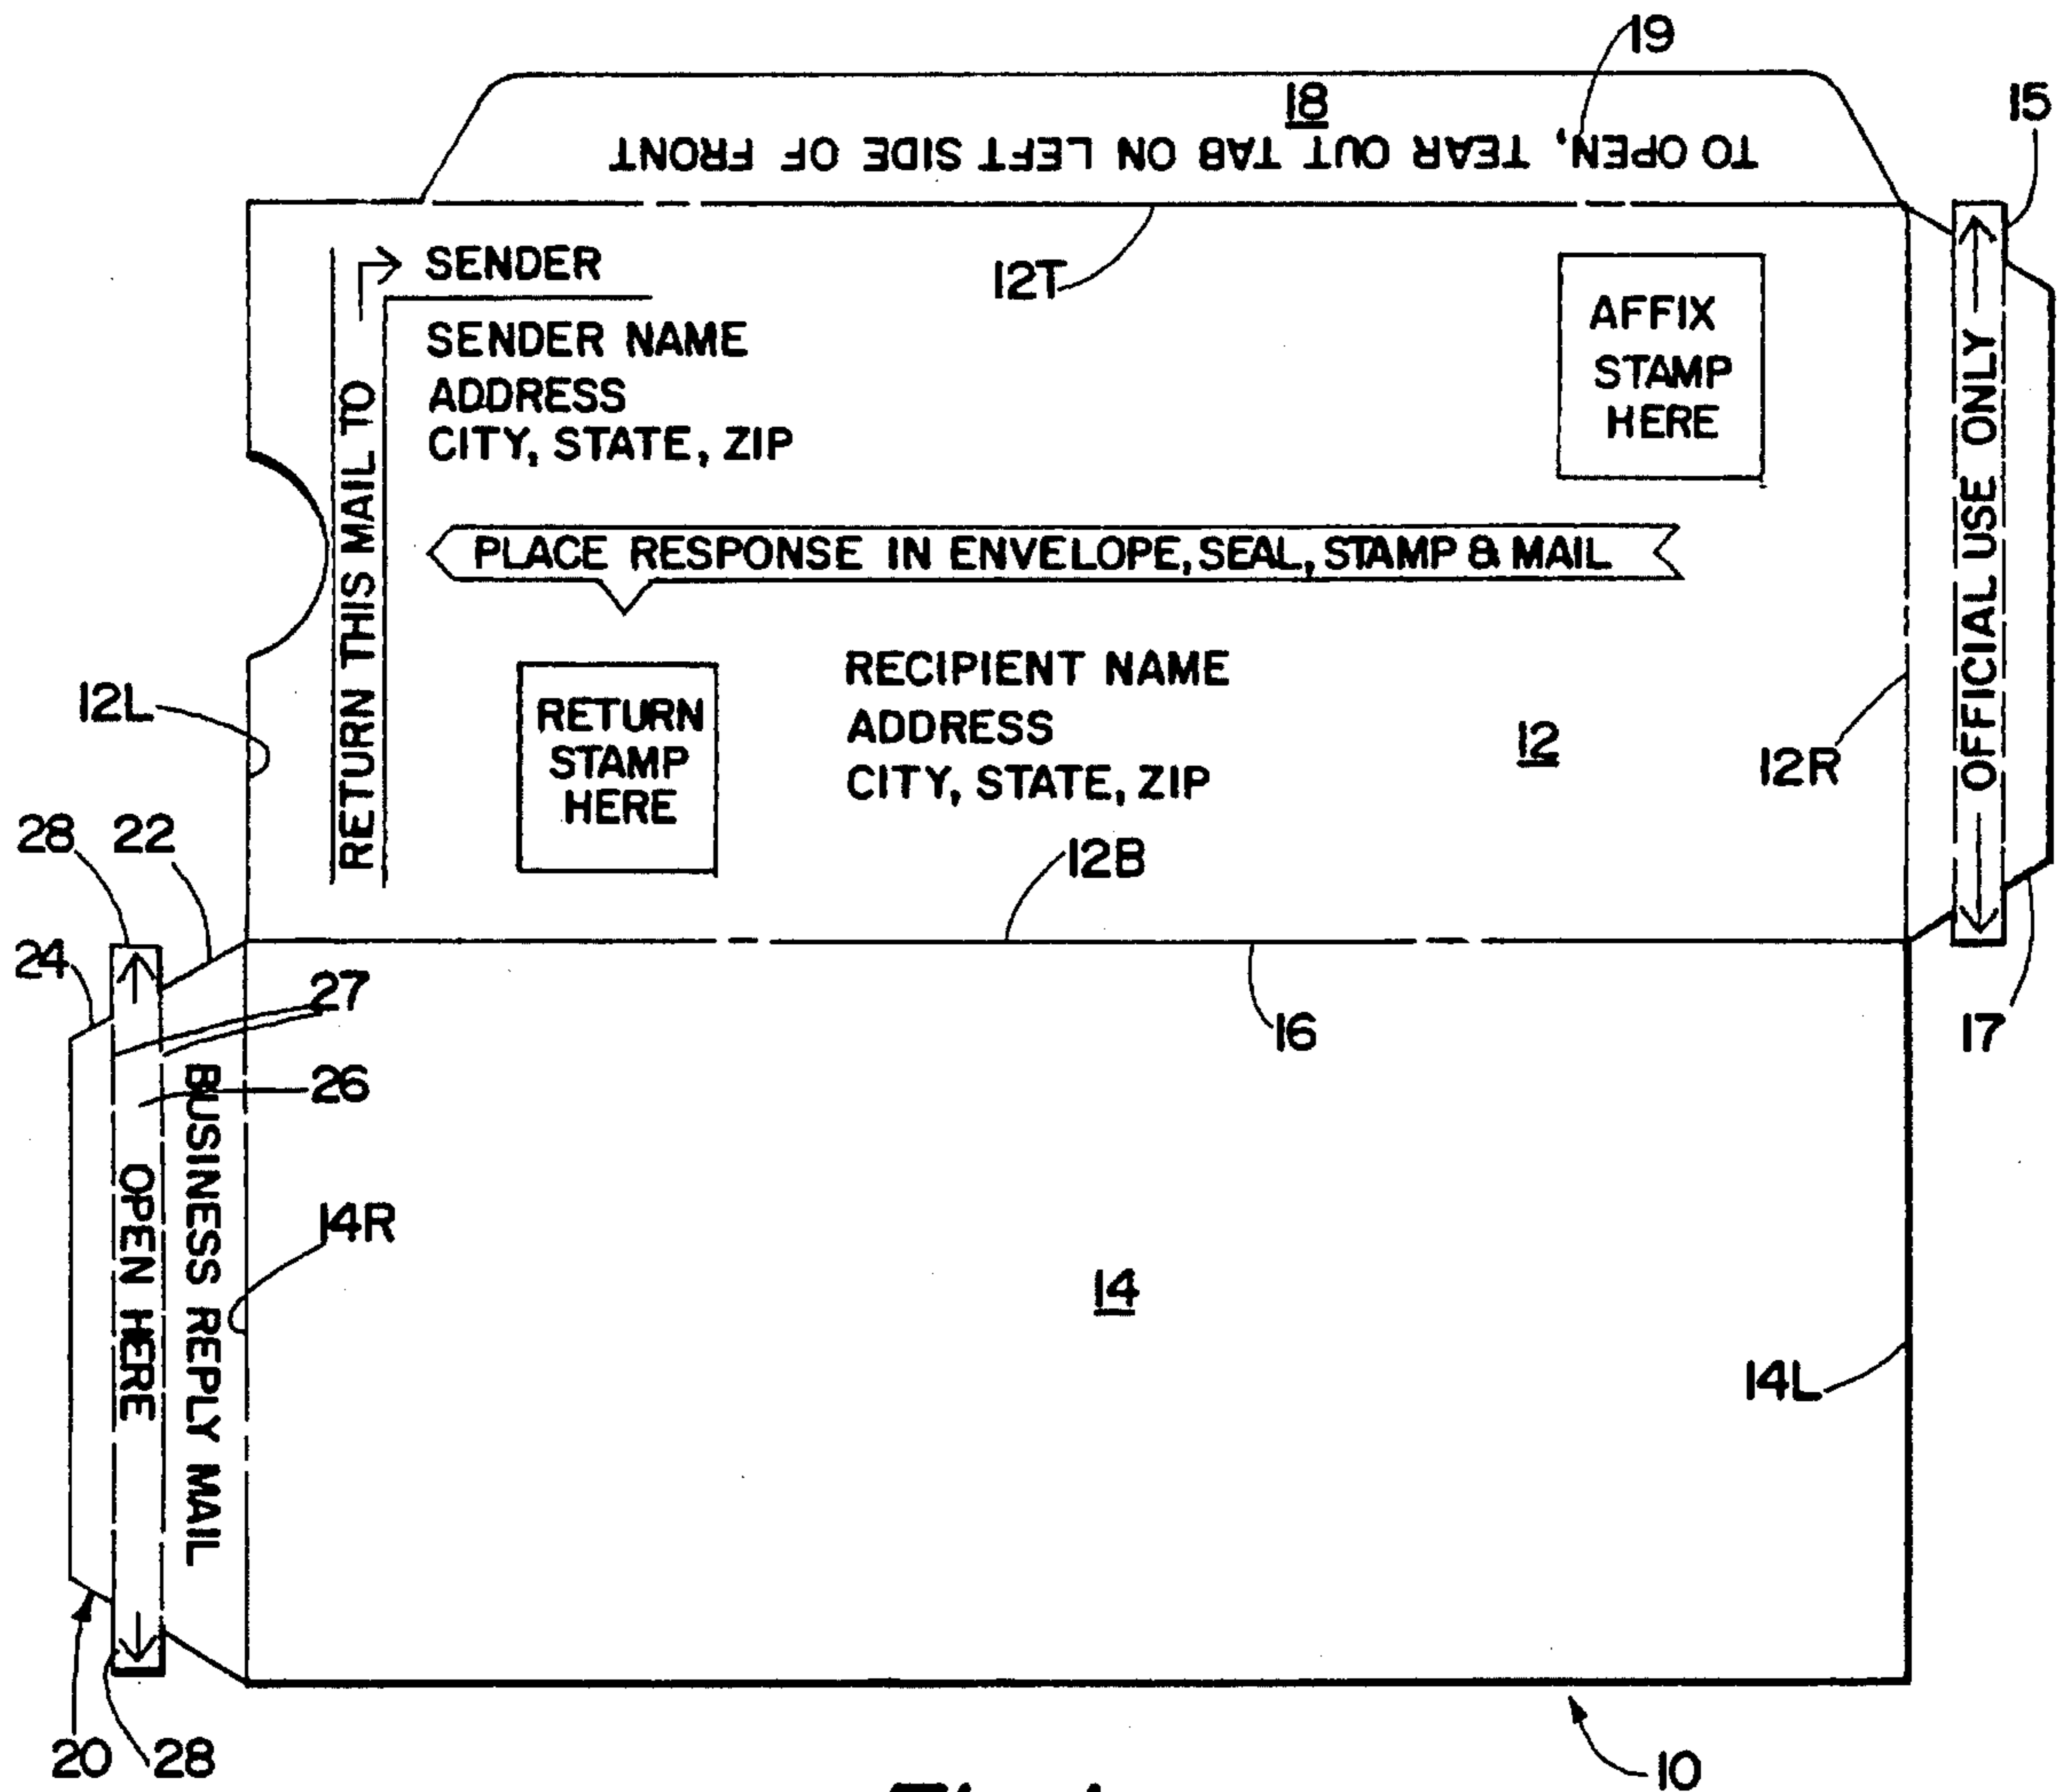 19
18
15
TO OPEN, TEAR OUT TAB ON LEFT SIDE OF FRONT
SENDER
12T
SENDER NAME
ADDRESS
CITY, STATE, ZIP
AFFIX
STAMP
HERE
RETURN THIS MAIL TO
← OFFICIAL USE ONLY →
PLACE RESPONSE IN ENVELOPE, SEAL, STAMP & MAIL
12L
RETURN
STAMP
HERE
RECIPIENT NAME
ADDRESS
CITY, STATE, ZIP
12
12R
28
22
12B
24
27
16
17
26
BUSINESS REPLY MAIL
OPEN HERE
14R
14
14L
20
28
10